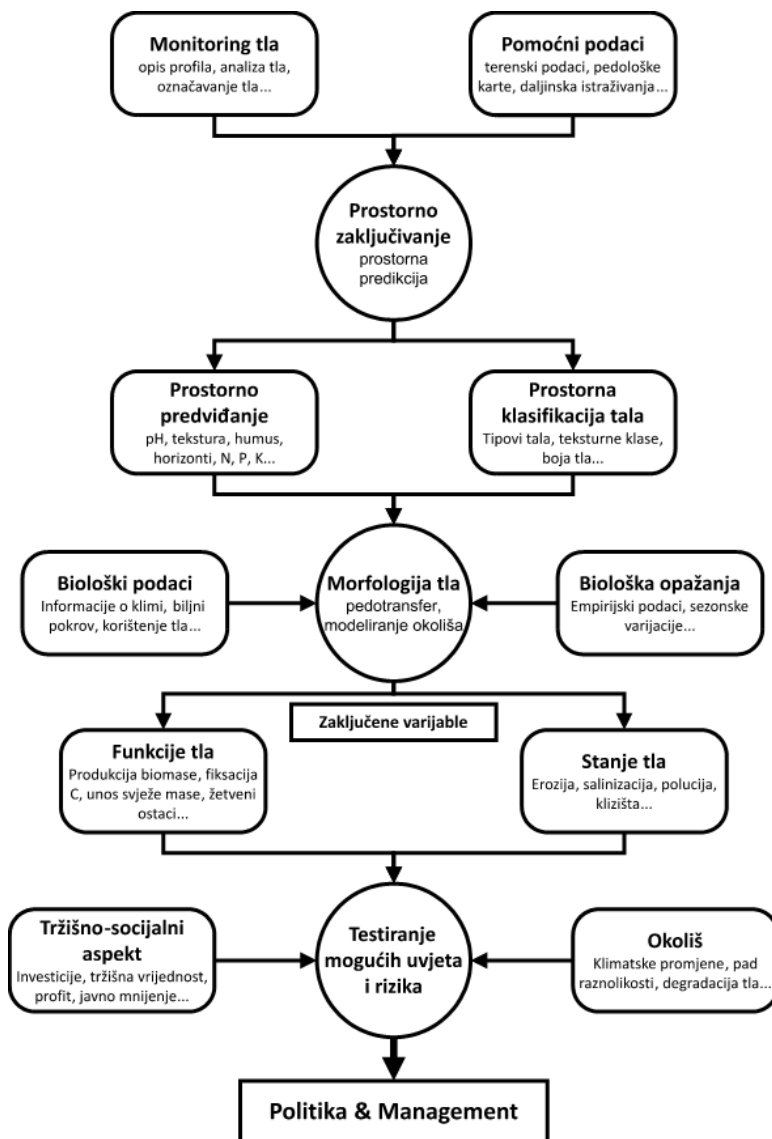 Monitoring tla
opis profila, analiza tla,
označavanje tla...
Pomoćni podaci
terenski podaci, pedološke
karte, daljinska istraživanja...
Prostorno
zaključivanje
prostorna
predikcija
Prostorno
predviđanje
pH, tekstura, humus,
horizonti, N, P, K...
Prostorna
klasifikacija tala
Tipovi tala, teksturne klase,
boja tla...
Biološki podaci
Informacije o klimi, biljni
pokrov, korištenje tla...
Morfologija tla
pedotransfer,
modeliranje okoliša
Biološka opažanja
Empirijski podaci, sezonske
varijacije...
Zaključene varijable
Funkcije tla
Produkcija biomase, fiksacija
C, unos svježe mase, žetveni
ostaci...
Stanje tla
Erozija, salinizacija, polucija,
klizišta...
Tržišno-socijalni
aspekt
Investicije, tržišna vrijednost,
profit, javno mnijenje...
Testiranje
mogućih uvjeta
i rizika
Okoliš
Klimatske promjene, pad
raznolikosti, degradacija tla...
Politika & Management